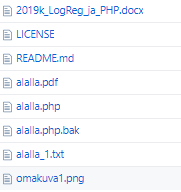 2019k_LogReg_ja_PHP.docx
LICENSE
README.md
alalla.pdf
alalla.php
alalla.php.bak
alalla_1.txt
omakuva1.png